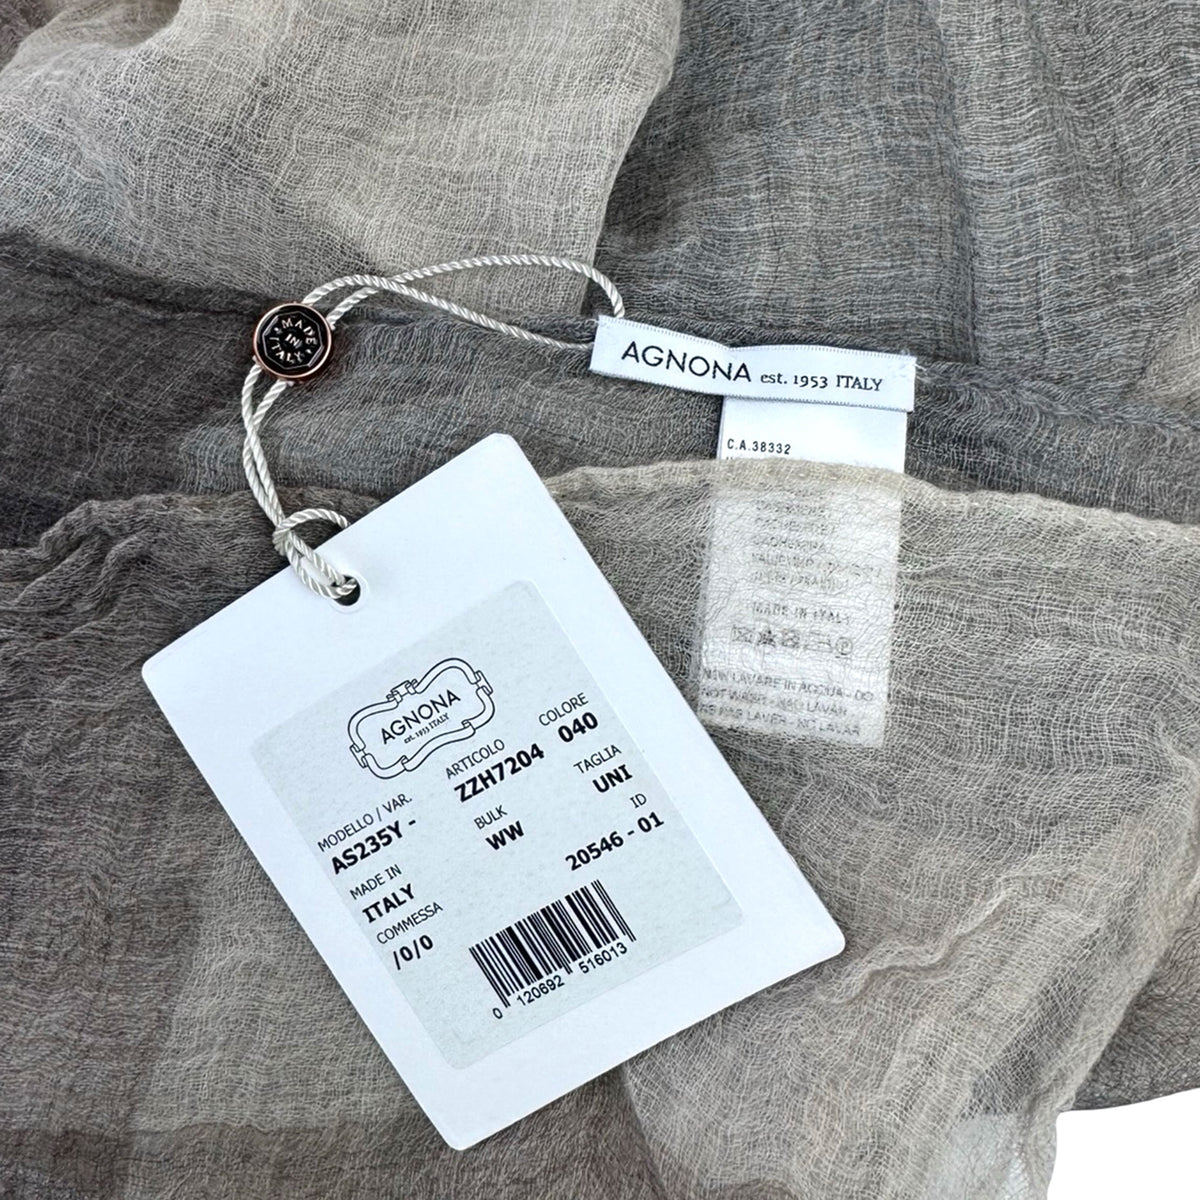 MADE
IN
ITALY
AGNONA est. 1953 ITALY
C.A.38332
MADE IN ITALY
AGNONA
est. 1953 ITALY
MODELLO / VAR.
AS235Y -
ARTICOLO
ZZH7204
COLORE
040
MADE IN
ITALY
BULK
WW
TAGLIA
UNI
COMMESSA
/0/0
ID
20546 - 01
0 120692 516013